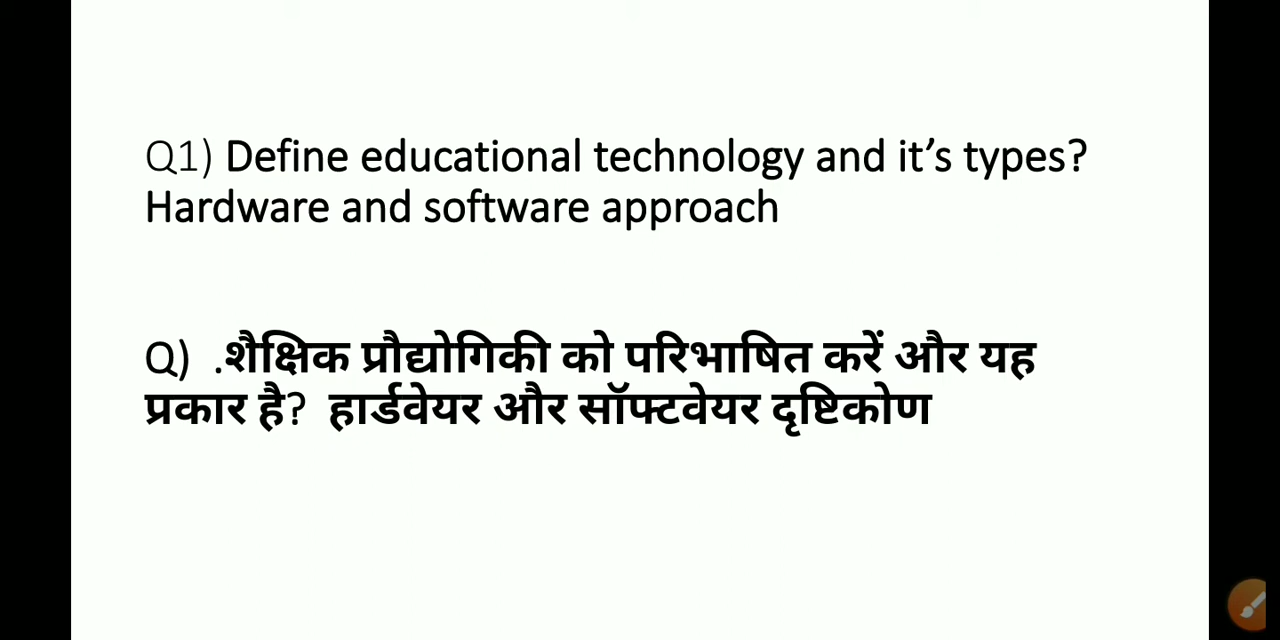 Q1) Define educational technology and it’s types?
Hardware and software approach
Q) .शैक्षिक प्रौद्योगिकी को परिभाषित करें और यह
प्रकार है? हार्डवेयर और सॉफ्टवेयर दृष्टिकोण